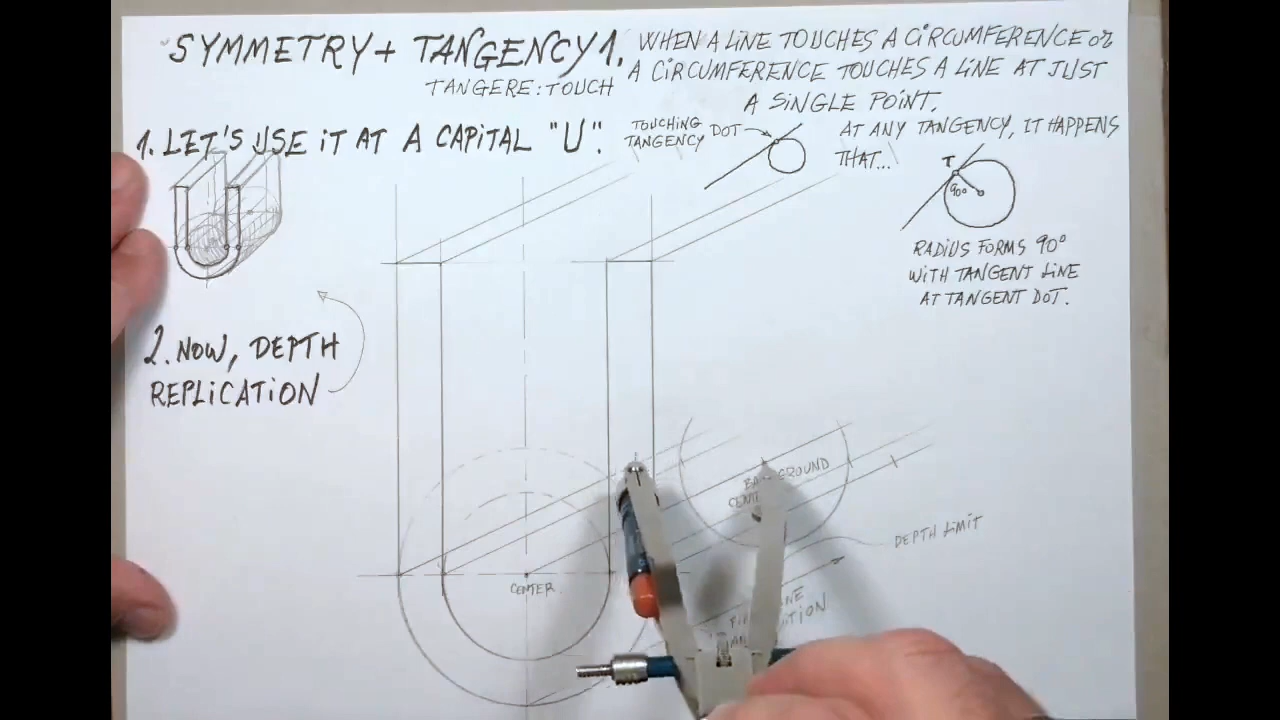 SYMMETRY + TANGENCY 1.
TANGERE: TOUCH
WHEN A LINE TOUCHES A CIRCUMFERENCE or
A CIRCUMFERENCE TOUCHES A LINE AT JUST
A SINGLE POINT.
1. LET'S USE IT AT A CAPITAL "U".
TOUCHING DOT
TANGENCY
AT ANY TANGENCY, IT HAPPENS
THAT...
T
90°
RADIUS FORMS 90°
WITH TANGENT LINE
AT TANGENT DOT.
2. NOW, DEPTH
REPLICATION
CENTER
DEPTH LIMIT